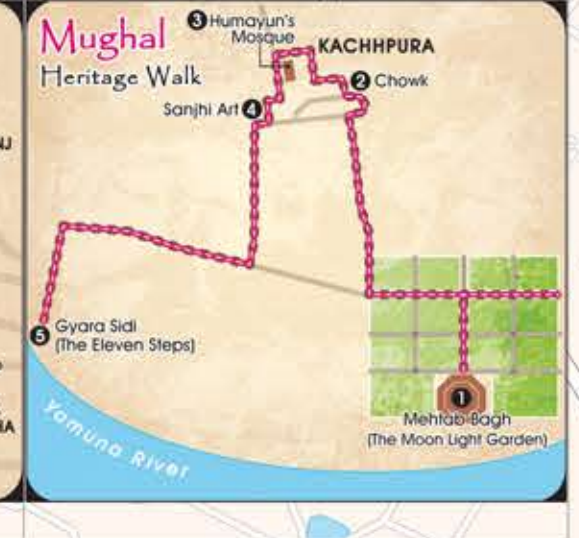 Mughal
Heritage Walk
3 Humayun's
Mosque
KACHHPURA
2 Chowk
Sanjhi Art 4
5 Gyara Sidi
(The Eleven Steps)
1
Mehtab Bagh
(The Moon Light Garden)
Yamuna River